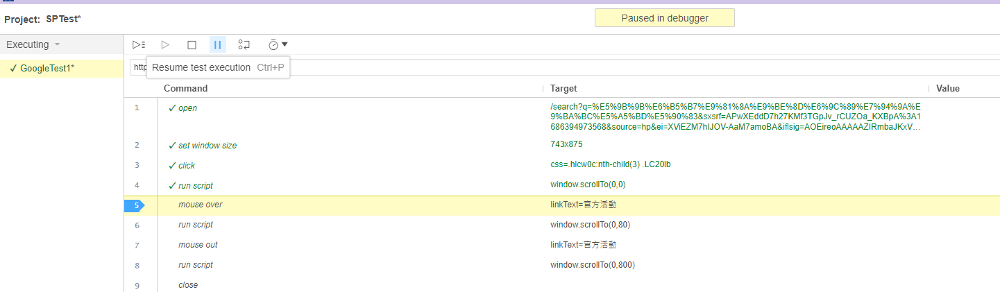 Project: SPTest*
Paused in debugger
Executing
GoogleTest1*
http
Resume test execution Ctrl+P
Command Target Value
1 ✓ open /search?q=%E5%9B%9B%E6%B5%B7%E9%81%8A%E9%BE%8D%E6%9C%89%E7%94%9A%E
9%BA%BC%E5%A5%BD%E5%90%83&sxsrf=APwXEddD7h27KMf3TGpJv_rCUZOa_KXBpA%3A1
686394973568&source=hp&ei=XViEZM7hIJOV-AaM7amoBA&iflsig=AOEireoAAAAAZIRmbaJKxV...
2 ✓ set window size 743x875
3 ✓ click css=.hlcw0c:nth-child(3) .LC20lb
4 ✓ run script window.scrollTo(0,0)
5 mouse over linkText=官方活動
6 run script window.scrollTo(0,80)
7 mouse out linkText=官方活動
8 run script window.scrollTo(0,800)
9 close